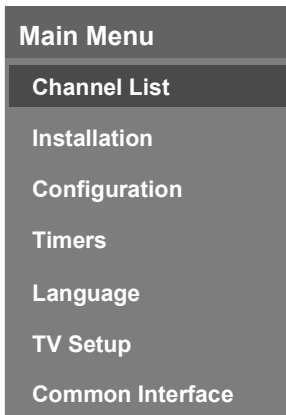 Main Menu
Channel List
Installation
Configuration
Timers
Language
TV Setup
Common Interface